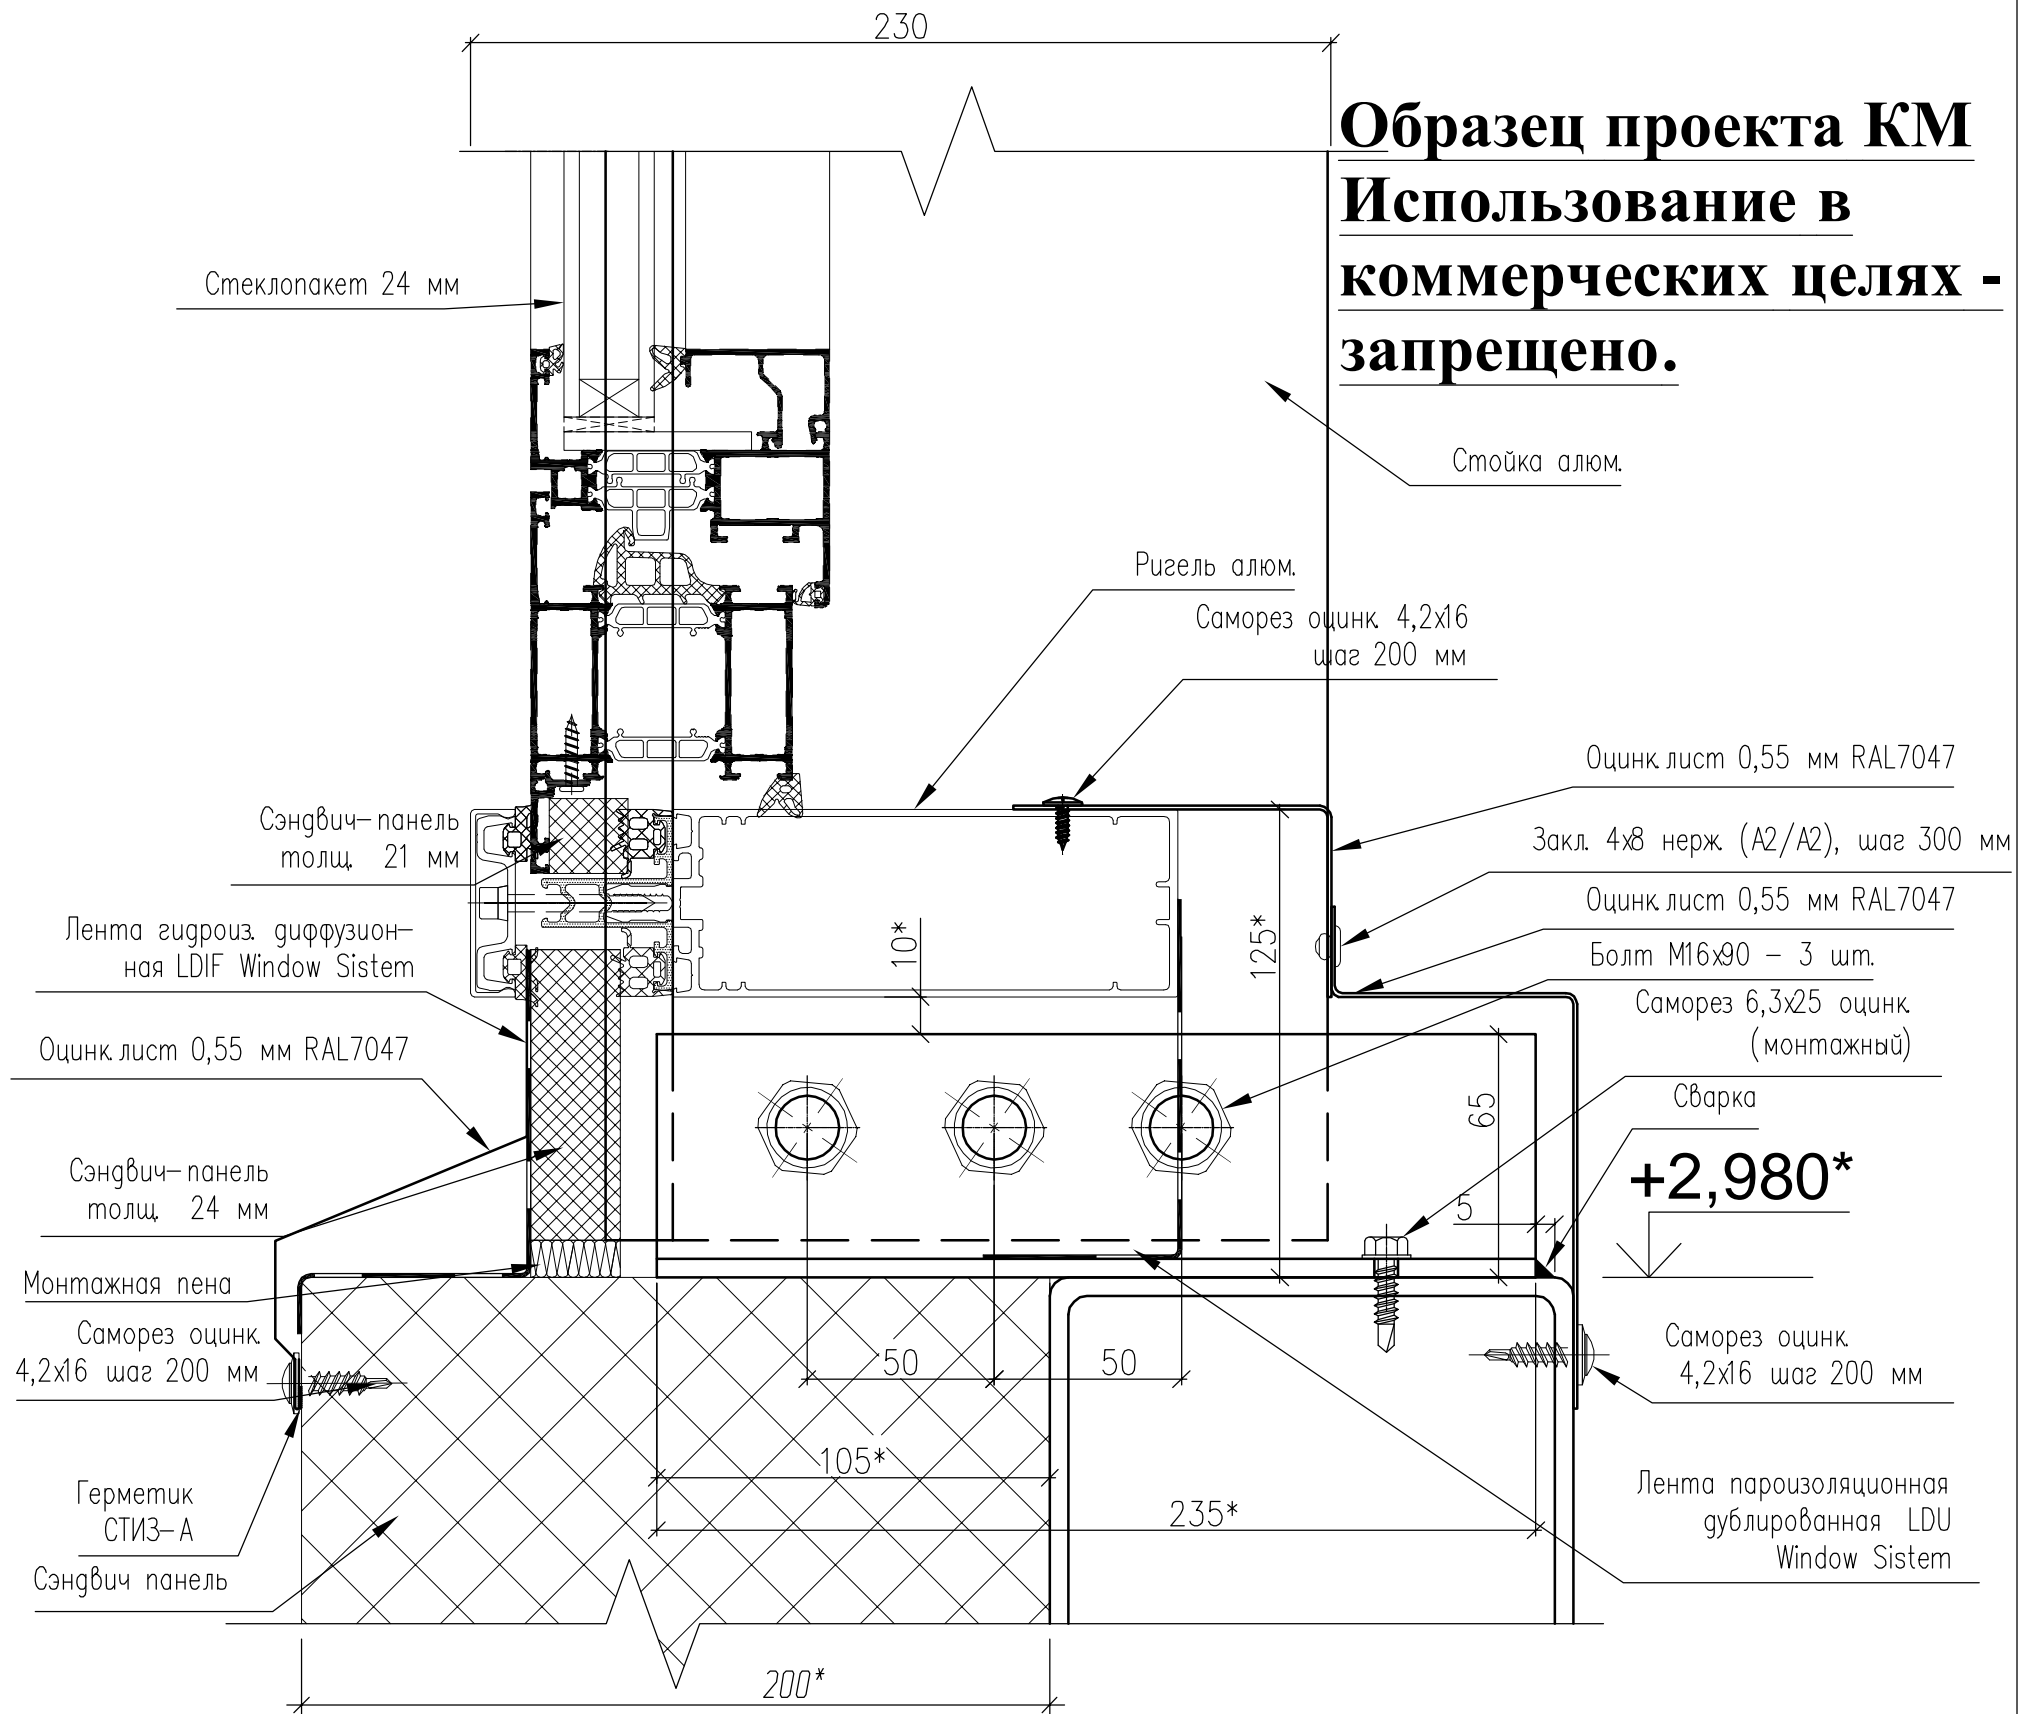 230
Образец проекта КМ
Использование в
коммерческих целях -
запрещено.
Стеклопакет 24 мм
Стойка алюм.
Ригель алюм.
Саморез оцинк. 4,2х16
шаг 200 мм
Оцинк.лист 0,55 мм RAL7047
Закл. 4х8 нерж. (А2/А2), шаг 300 мм
Оцинк.лист 0,55 мм RAL7047
Болт М16х90 - 3 шт.
Саморез 6,3х25 оцинк.
(монтажный)
Сварка
+2,980*
Сэндвич-панель
толщ. 21 мм
Лента гидроиз. диффузион-
ная LDIF Window Sistem
Оцинк.лист 0,55 мм RAL7047
Сэндвич-панель
толщ. 24 мм
Монтажная пена
Саморез оцинк.
4,2х16 шаг 200 мм
Герметик
СТИЗ-А
Сэндвич панель
10*
125*
65
5
50
50
105*
235*
200*
Саморез оцинк.
4,2х16 шаг 200 мм
Лента пароизоляционная
дублированная LDU
Window Sistem